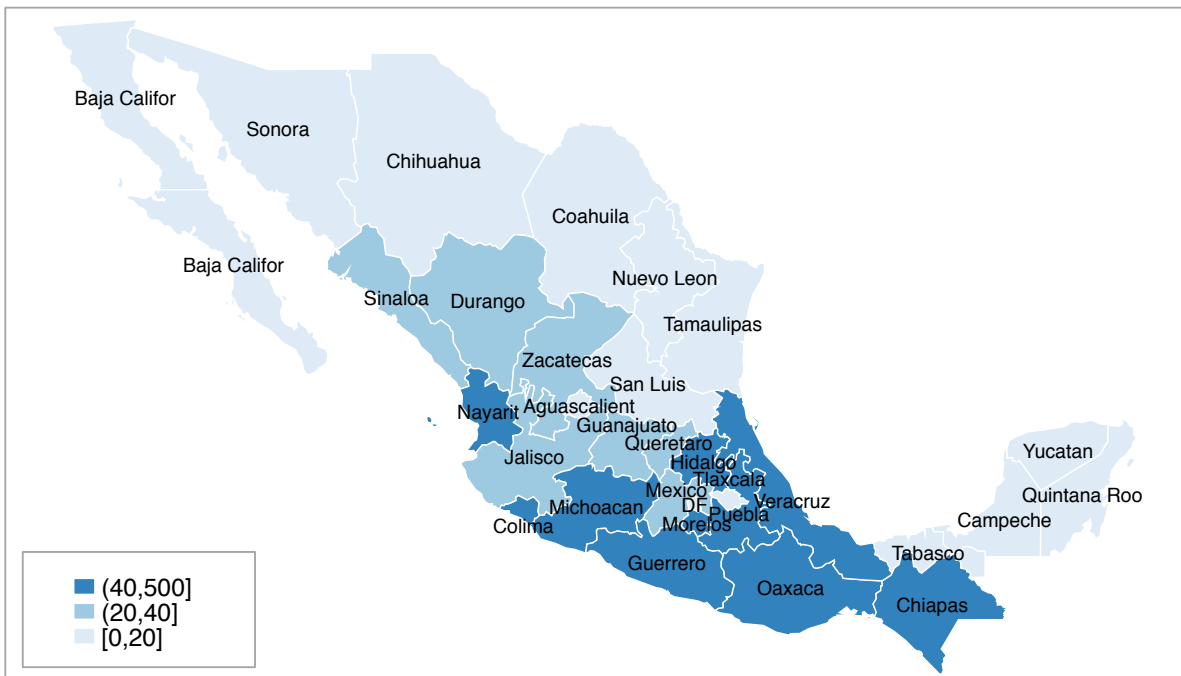 Baja Califor
Sonora
Chihuahua
Coahuila
Baja Califor
Nuevo Leon
Sinaloa
Durango
Tamaulipas
Zacatecas
San Luis
Nayarit
Aguascalient
Guanajuato
Queretaro
Jalisco
Hidalgo
Yucatan
Tlaxcala
Mexico
Quintana Roo
Veracruz
DF
Michoacan
Puebla
Campeche
Colima
Morelos
Tabasco
Guerrero
Oaxaca
Chiapas
(40,500]
(20,40]
[0,20]